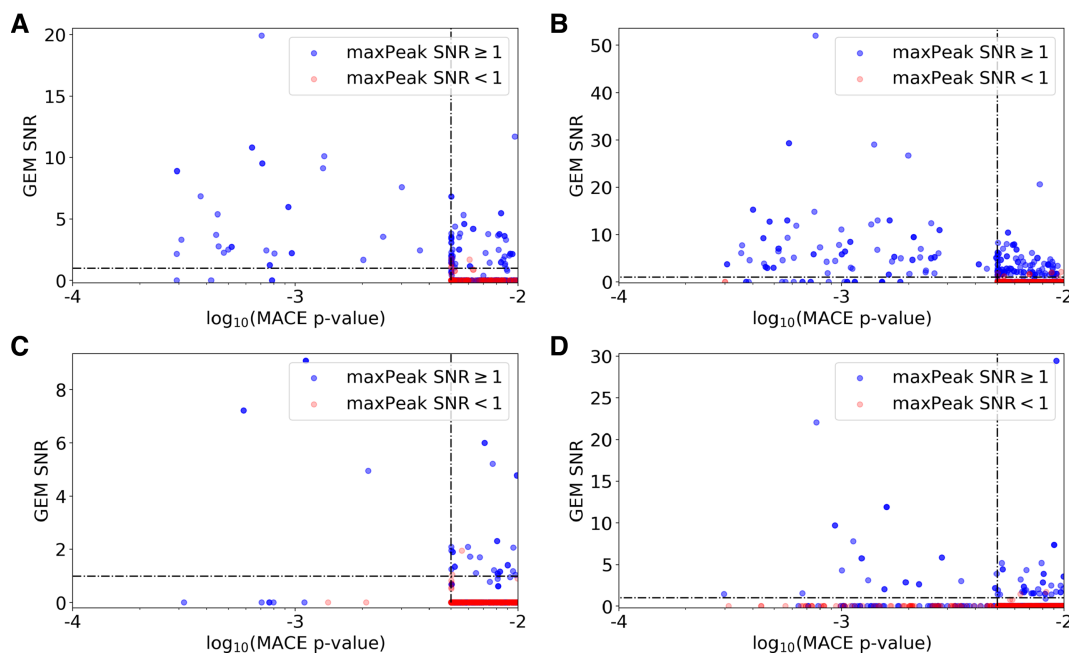 A
20
15
10
5
0
GEM SNR
maxPeak SNR ≥ 1
maxPeak SNR < 1
-4
-3
-2
log₁₀(MACE p-value)
B
50
40
30
20
10
0
GEM SNR
maxPeak SNR ≥ 1
maxPeak SNR < 1
-4
-3
-2
log₁₀(MACE p-value)
C
8
6
4
2
0
GEM SNR
maxPeak SNR ≥ 1
maxPeak SNR < 1
-4
-3
-2
log₁₀(MACE p-value)
D
30
25
20
15
10
5
0
GEM SNR
maxPeak SNR ≥ 1
maxPeak SNR < 1
-4
-3
-2
log₁₀(MACE p-value)